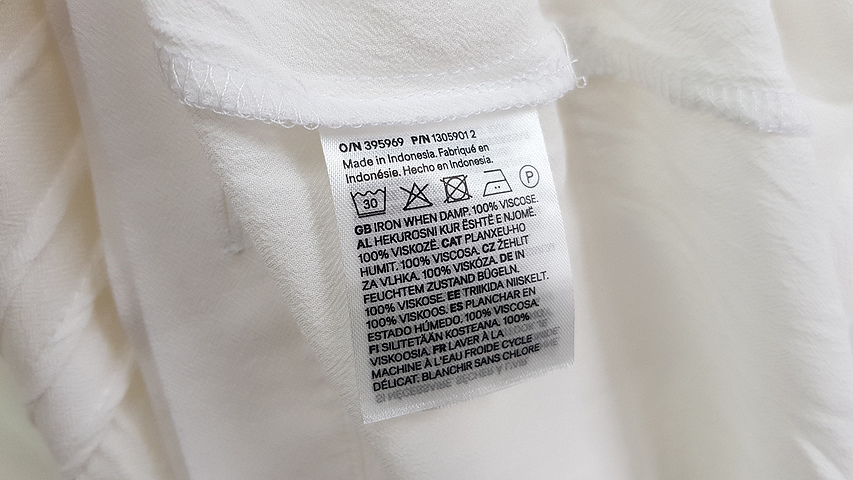 O/N 395969 P/N 1305901 2
Made in Indonesia. Fabriqué en
Indonésie. Hecho en Indonesia.
30 P
GB IRON WHEN DAMP. 100% VISCOSE.
AL HEKUROSNI KUR ËSHTË E NJOMË.
100% VISKOZË. CAT PLANXEU-HO
HUMIT. 100% VISCOSA. CZ ŽEHLIT
ZA VLHKA. 100% VISKÓZA. DE IN
FEUCHTEM ZUSTAND BÜGELN.
100% VISKOSE. EE TRIIKIDA NIISKELT.
100% VISKOOS. ES PLANCHAR EN
ESTADO HÚMEDO. 100% VISCOSA.
FI SILITETÄÄN KOSTEANA. 100%
VISKOOSIA. FR LAVER À LA
MACHINE À L'EAU FROIDE CYCLE
DÉLICAT. BLANCHIR SANS CHLORE
SI NÉCESSAIRE